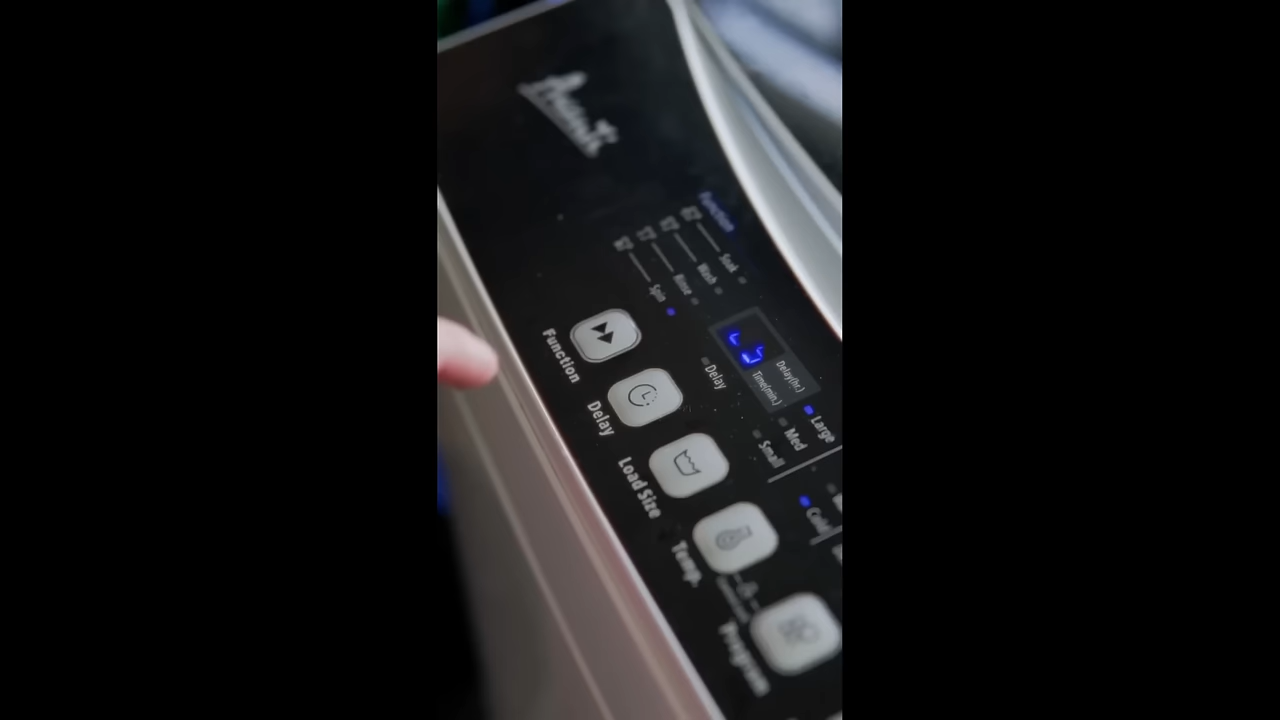 Avanti
Function
Soak
Wash
Rinse
Spin
Delay(hr.)
Time(min.)
Delay
Large
Med
Small
Cold
Function
Delay
Load Size
Temp.
Program